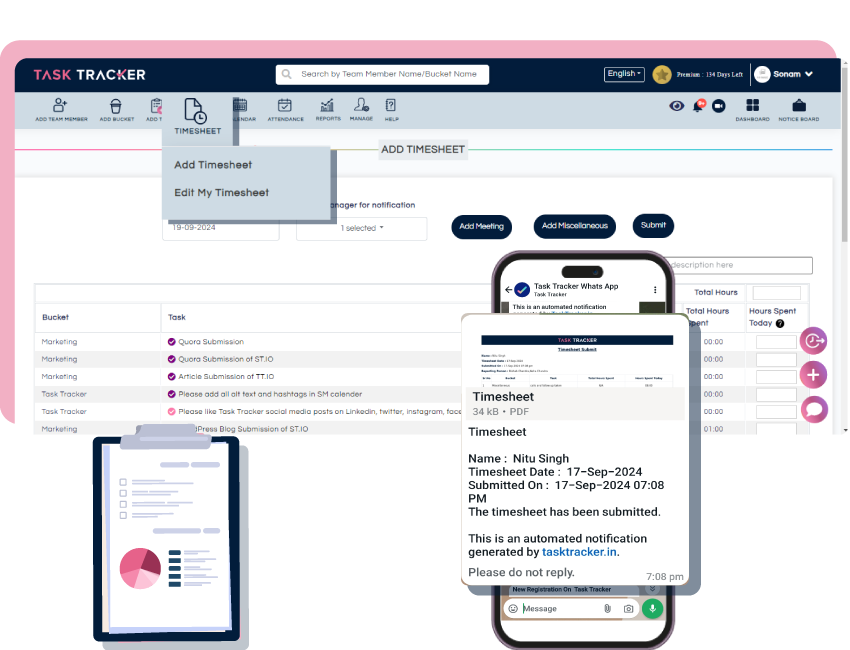 TASK TRACKER
Search by Team Member Name/Bucket Name
English
Premium : 134 Days Left
Sonam
ADD TEAM MEMBER
ADD BUCKET
ADD T
TIMESHEET
ENDAR
ATTENDANCE
REPORTS
MANAGE
HELP
DASHBOARD
NOTICE BOARD
Add Timesheet
Edit My Timesheet
ADD TIMESHEET
anager for notification
19-09-2024
1 selected
Add Meeting
Add Miscellaneous
Submit
description here
Total Hours
Bucket
Task
Total Hours
pent
Hours Spent
Today ?
Marketing
Quora Submission
00:00
Marketing
Quora Submission of ST.IO
00:00
Marketing
Article Submission of TT.IO
00:00
Task Tracker
Please add all alt text and hashtags in SM calender
00:00
Task Tracker
Please like Task Tracker social media posts on Linkedin, twitter, instagram, face
00:00
Marketing
Press Blog Submission of ST.IO
01:00
Task Tracker Whats App
Task Tracker
This is an automated notification
TASK TRACKER
Timesheet Submit
Timesheet
34 kB • PDF
Timesheet
Name : Nitu Singh
Timesheet Date : 17-Sep-2024
Submitted On : 17-Sep-2024 07:08
PM
The timesheet has been submitted.
This is an automated notification
generated by tasktracker.in.
Please do not reply.
7:08 pm
New Registration On Task Tracker
Message